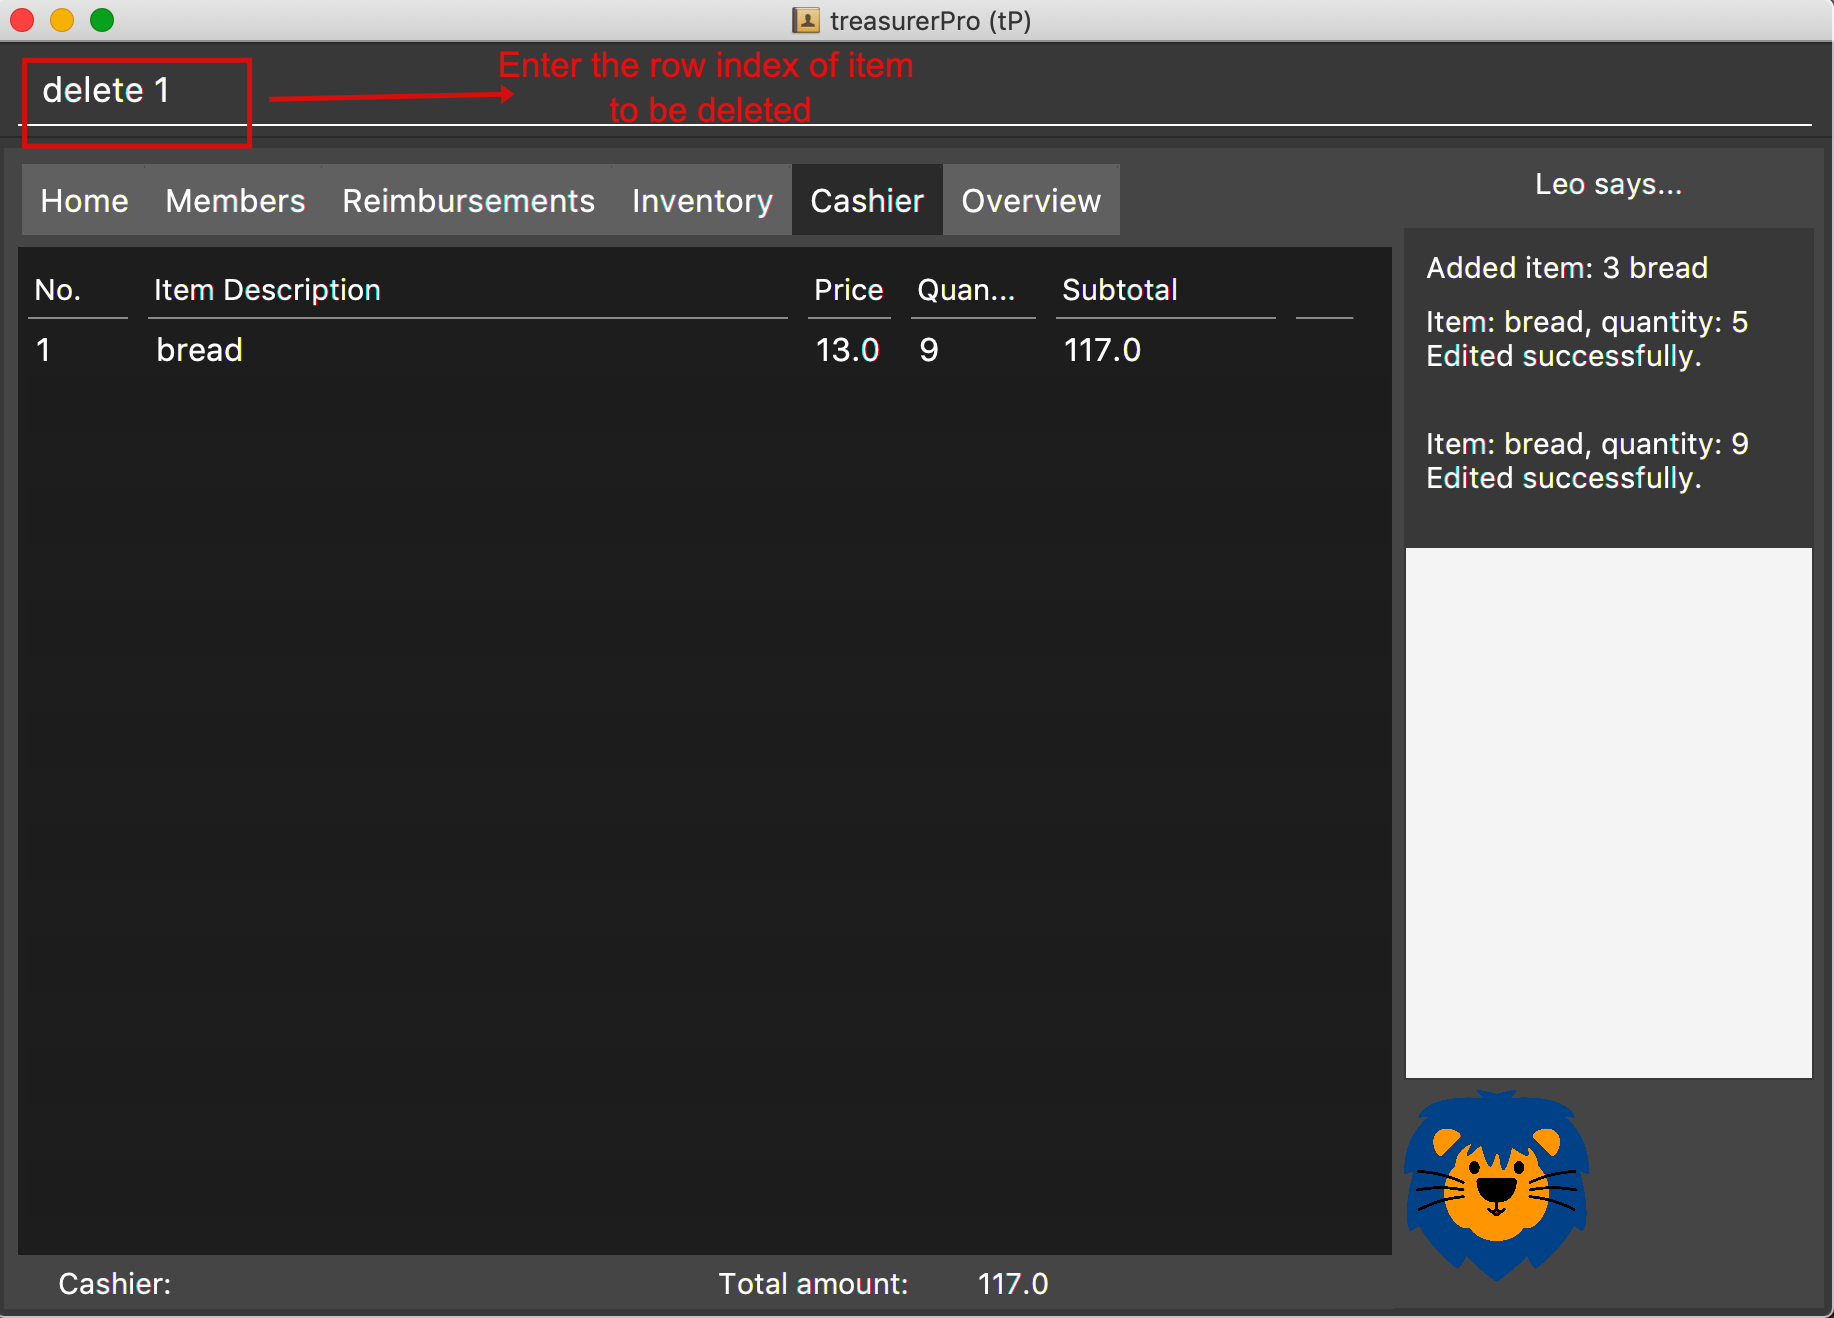 treasurerPro (tP)
delete 1
Enter the row index of item
to be deleted
Home Members Reimbursements Inventory Cashier Overview
Leo says...
No. Item Description Price Quan... Subtotal
1 bread 13.0 9 117.0
Added item: 3 bread
Item: bread, quantity: 5
Edited successfully.
Item: bread, quantity: 9
Edited successfully.
Cashier: Total amount: 117.0